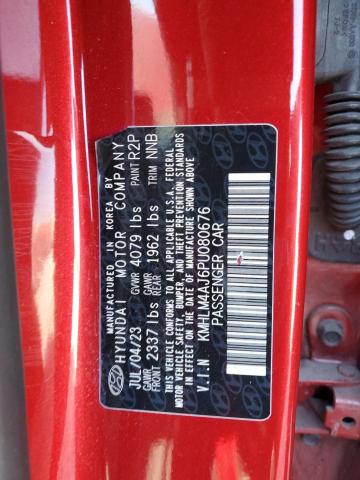 MANUFACTURED IN KOREA BY
HYUNDAI MOTOR COMPANY
JUL/04/23 GVWR 4079 lbs PAINT R2P
GAWR FRONT 2337 lbs GAWR REAR 1962 lbs TRIM NNB
THIS VEHICLE CONFORMS TO ALL APPLICABLE U.S.A. FEDERAL
MOTOR VEHICLE SAFETY, BUMPER, AND THEFT PREVENTION STANDARDS
IN EFFECT ON THE DATE OF MANUFACTURE SHOWN ABOVE.
V.I.N KMHLM4AJ6PU080676
PASSENGER CAR